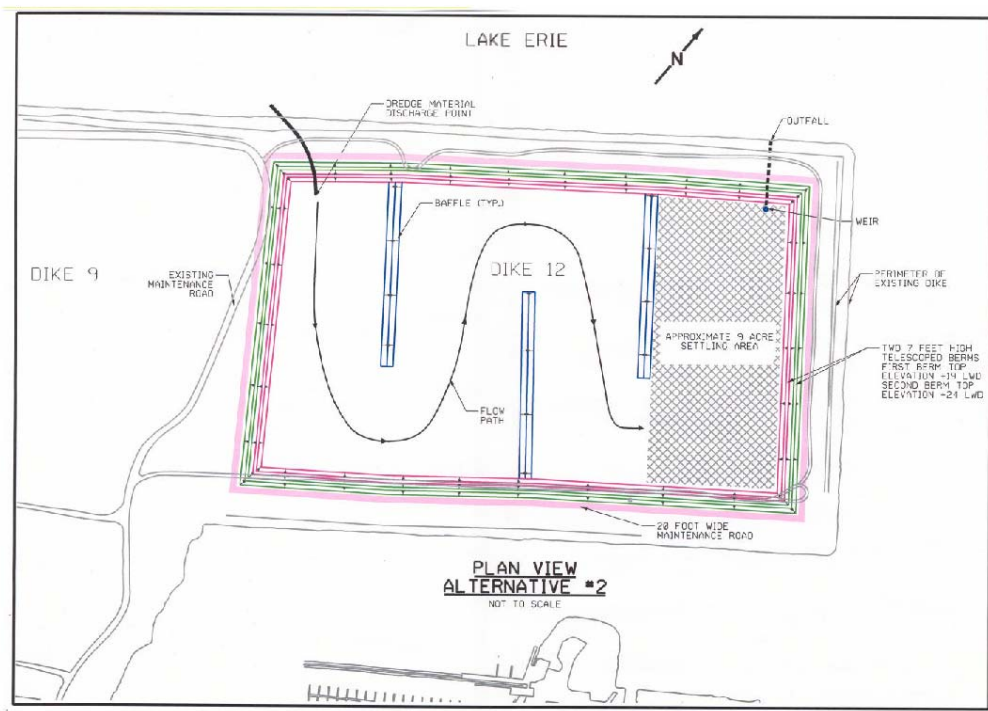 LAKE ERIE
N
DREDGE MATERIAL
DISCHARGE POINT
OUTFALL
BAFFLE (TYP.)
WEIR
DIKE 9
DIKE 12
EXISTING
MAINTENANCE
ROAD
PERIMETER OF
EXISTING DIKE
APPROXIMATE 9 ACRE
SETTLING AREA
TWO 7 FEET HIGH
TELESCOPED BERMS
FIRST BERM TOP
ELEVATION -19 LWD
SECOND BERM TOP
ELEVATION -24 LWD
FLOW
PATH
20 FOOT WIDE
MAINTENANCE ROAD
PLAN VIEW
ALTERNATIVE #2
NOT TO SCALE